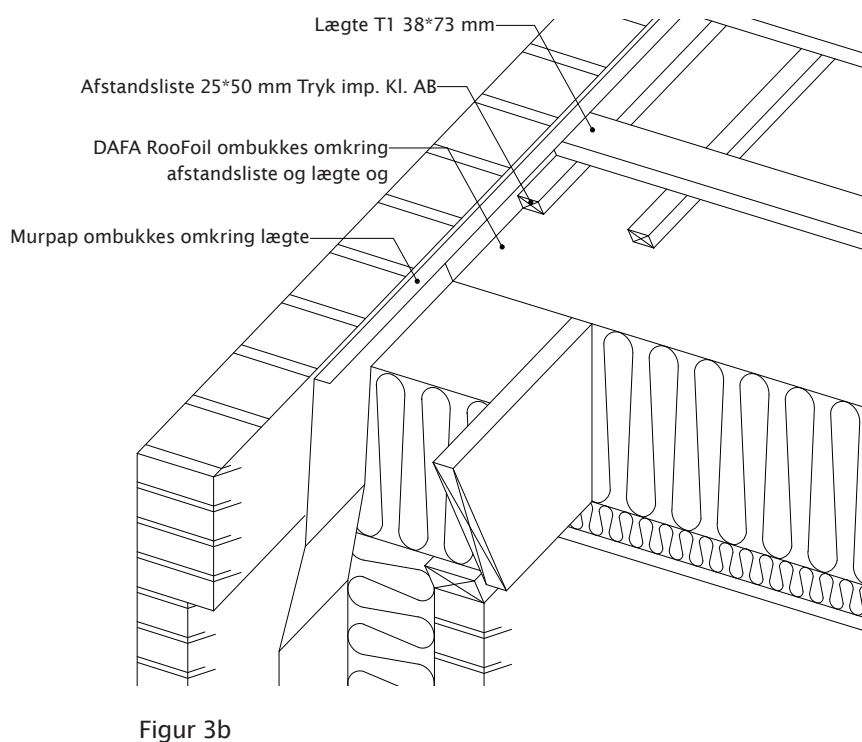 Lægte T1 38*73 mm
Afstandsliste 25*50 mm Tryk imp. Kl. AB
DAFA RooFoil ombukkes omkring
afstandsliste og lægte og
Murpap ombukkes omkring lægte
Figur 3b